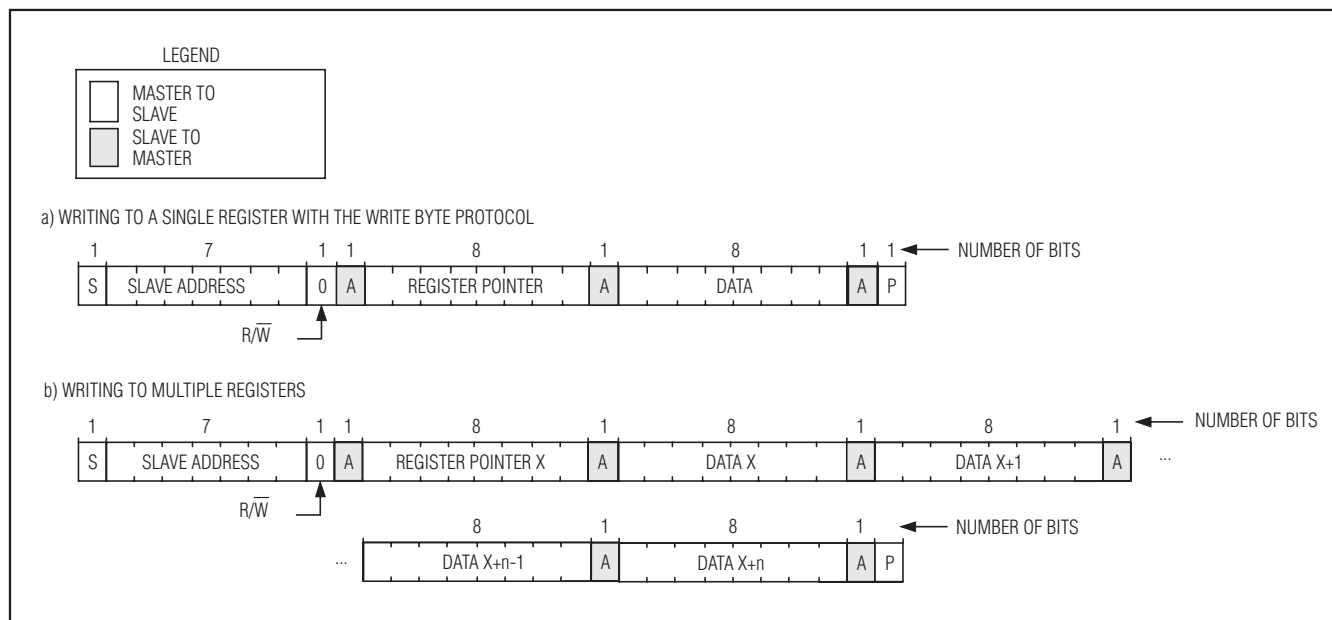 LEGEND
MASTER TO
SLAVE
SLAVE TO
MASTER
a) WRITING TO A SINGLE REGISTER WITH THE WRITE BYTE PROTOCOL
1 7 1 1 8 1 8 1 1 NUMBER OF BITS
S SLAVE ADDRESS 0 A REGISTER POINTER A DATA A P
R/W̅
b) WRITING TO MULTIPLE REGISTERS
1 7 1 1 8 1 8 1 8 1 NUMBER OF BITS
S SLAVE ADDRESS 0 A REGISTER POINTER X A DATA X A DATA X+1 A ...
R/W̅
8 1 8 1 NUMBER OF BITS
... DATA X+n-1 A DATA X+n A P